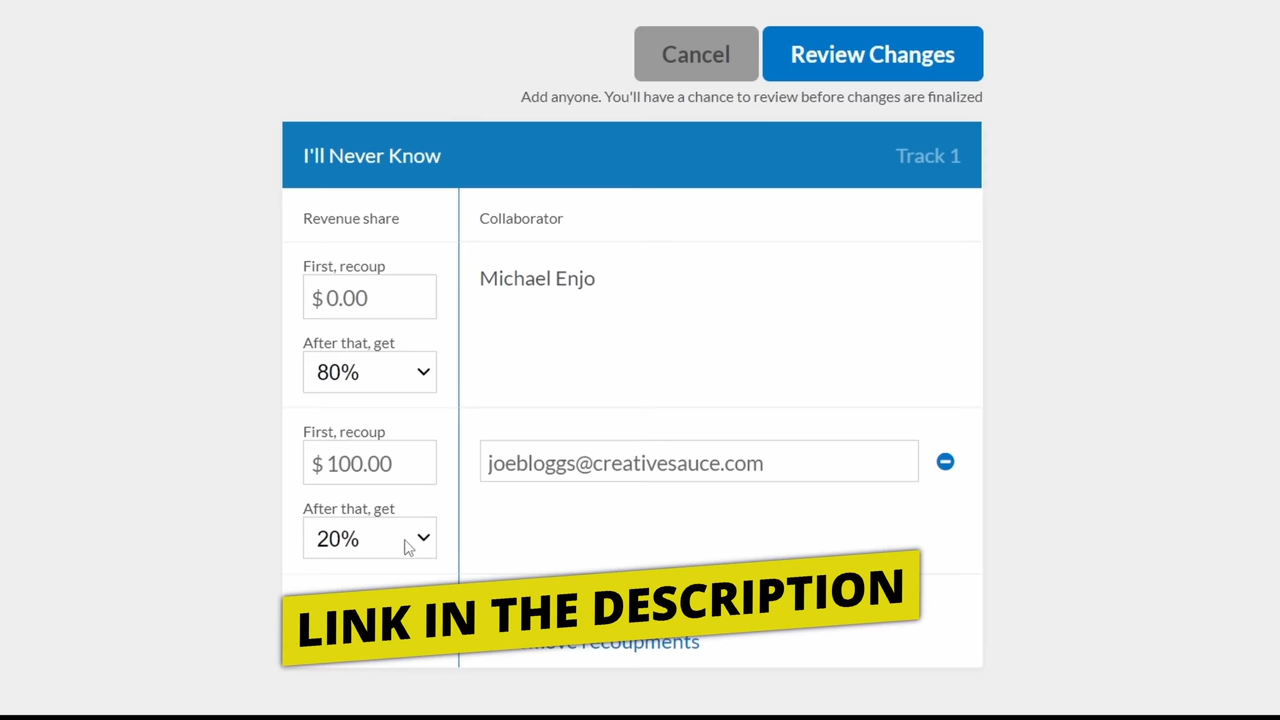 Cancel
Review Changes
Add anyone. You'll have a chance to review before changes are finalized
I'll Never Know
Track 1
Revenue share
Collaborator
First, recoup
$0.00
Michael Enjo
After that, get
80%
First, recoup
$100.00
joebloggs@creativesauce.com
After that, get
20%
LINK IN THE DESCRIPTION
recoupments